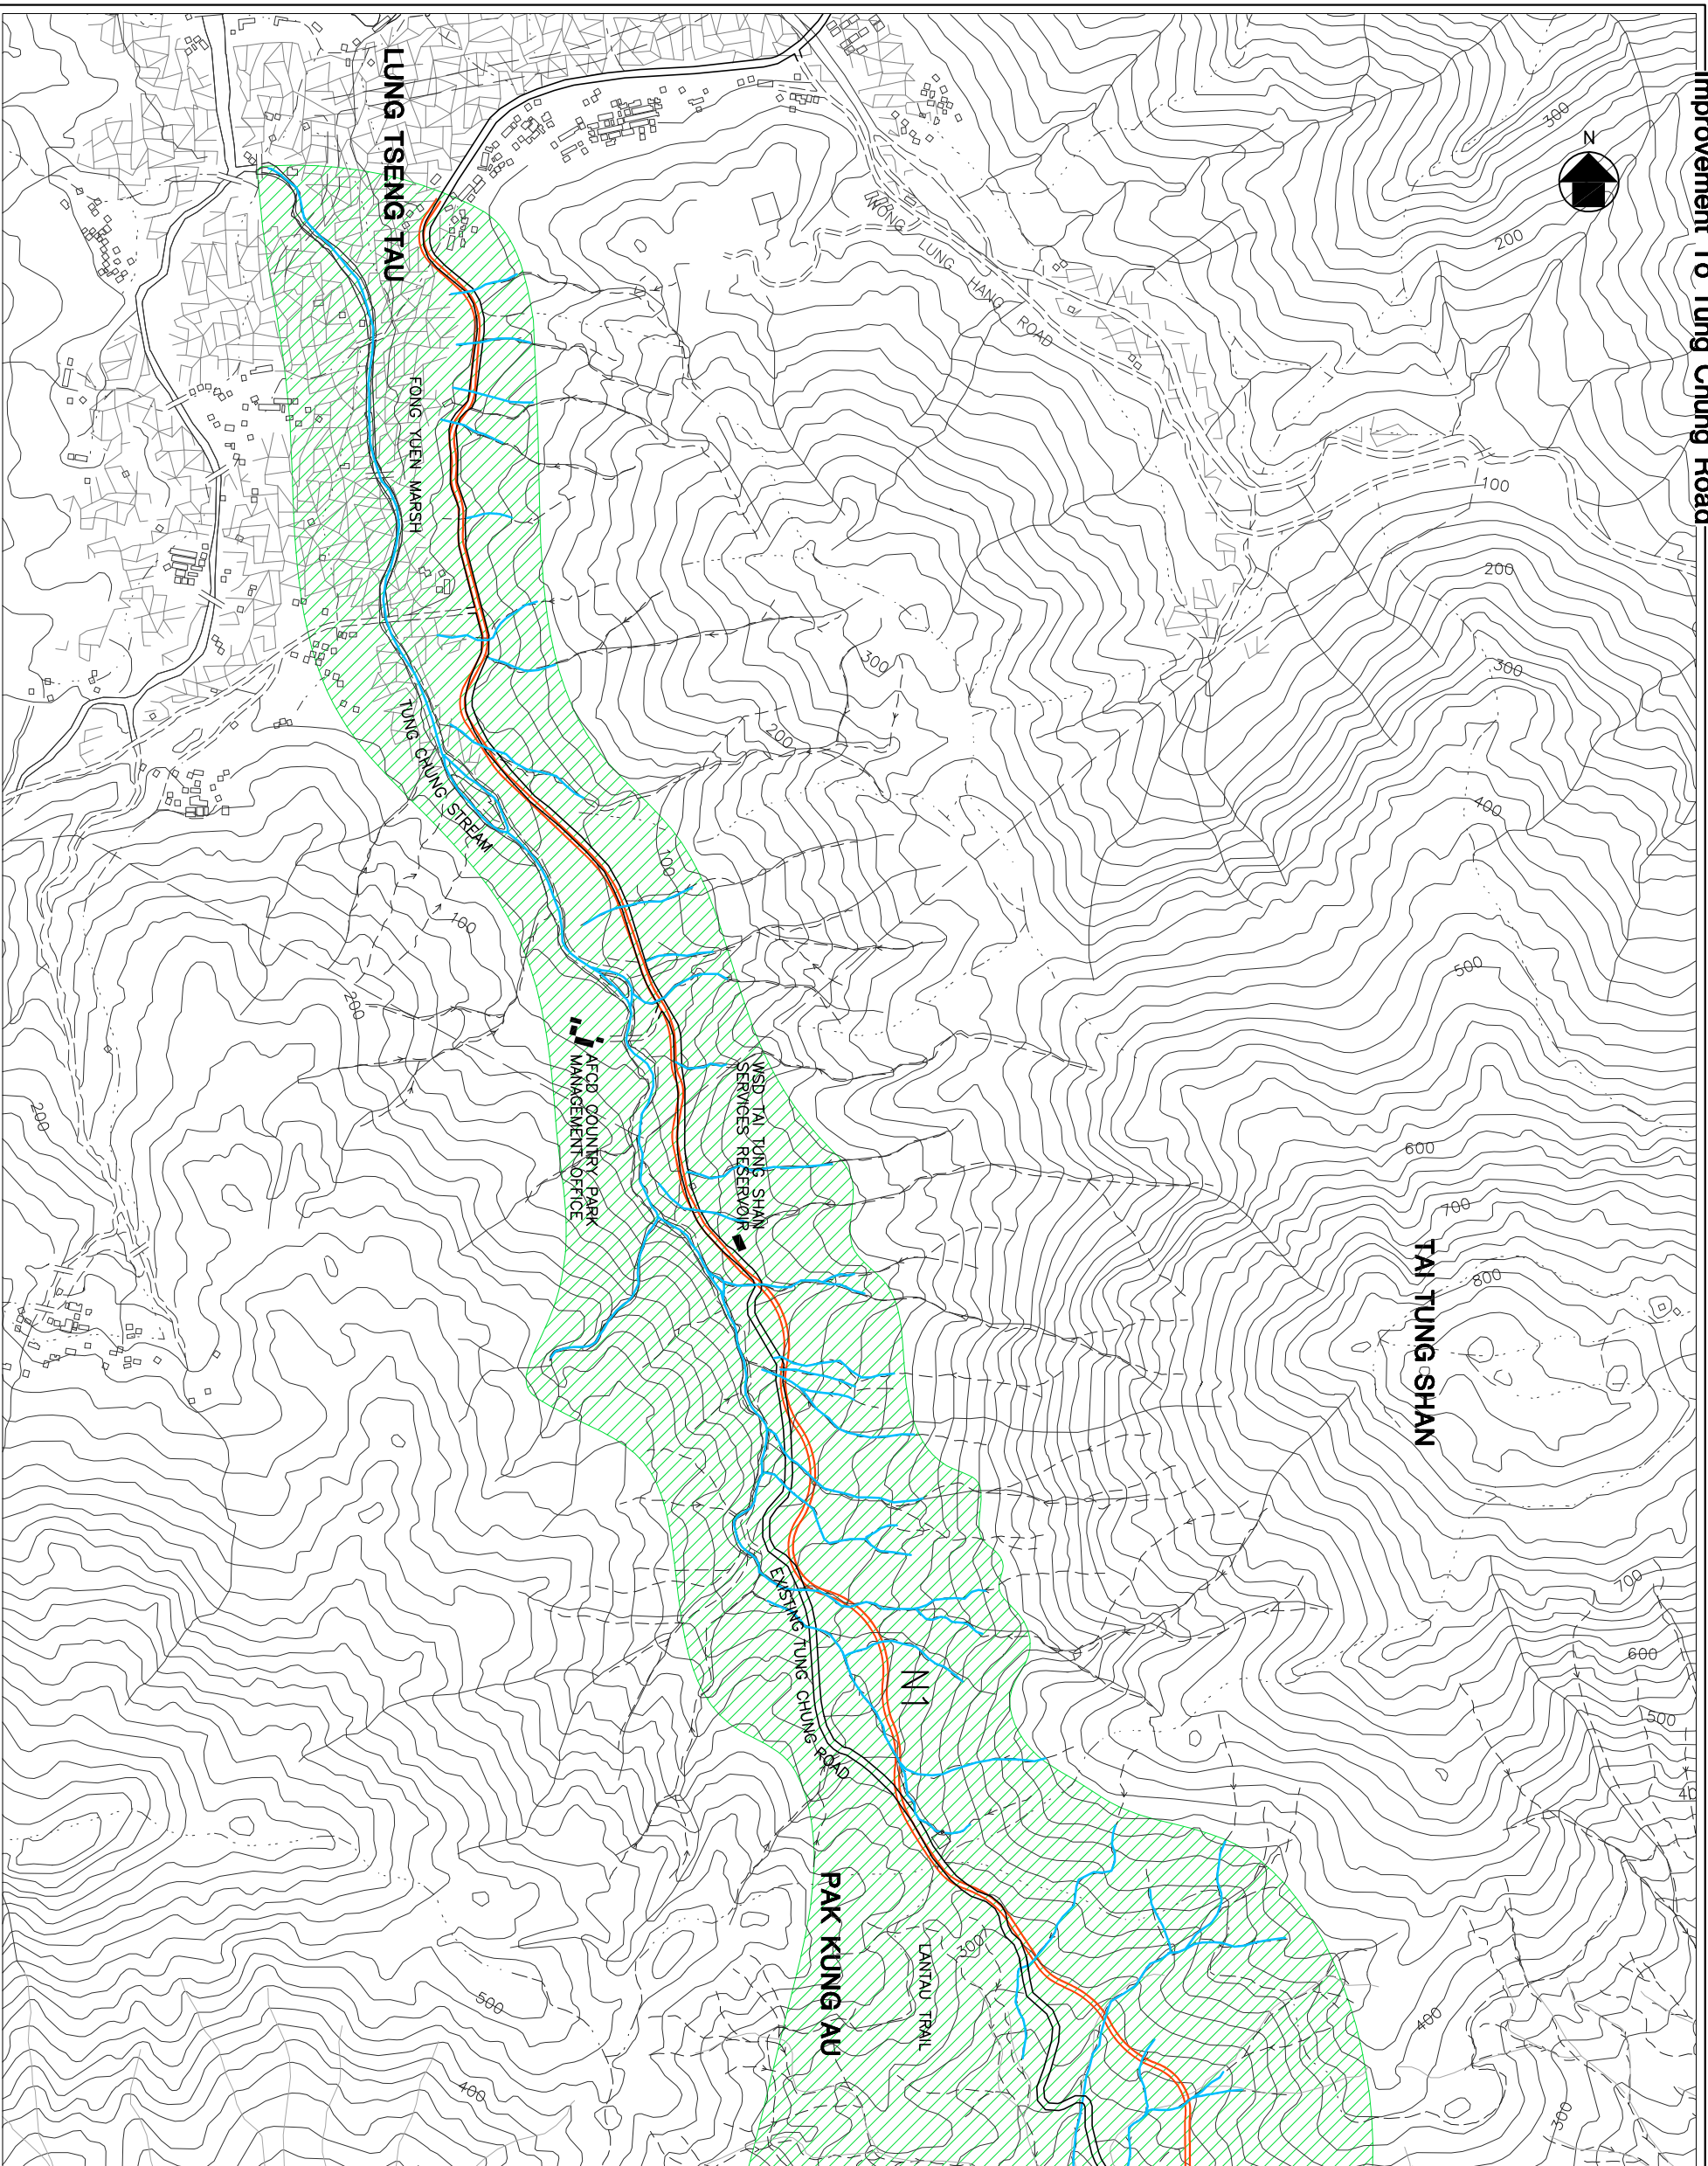 Improvement To Tung Chung Road
N
LUNG TSENG TAU
WONG LUNG HANG ROAD
FONG YUEN MARSH
TUNG CHUNG STREAM
AFCD COUNTRY PARK
MANAGEMENT OFFICE
WSD TAI TUNG SHAN
SERVICES RESERVOIR
TAI TUNG SHAN
EXISTING TUNG CHUNG ROAD
N1
PAK KUNG AU
LANTAU TRAIL
300
200
100
200
300
400
500
600
700
800
700
600
500
40
400
300
300
200
100
100
200
200
300
500
400